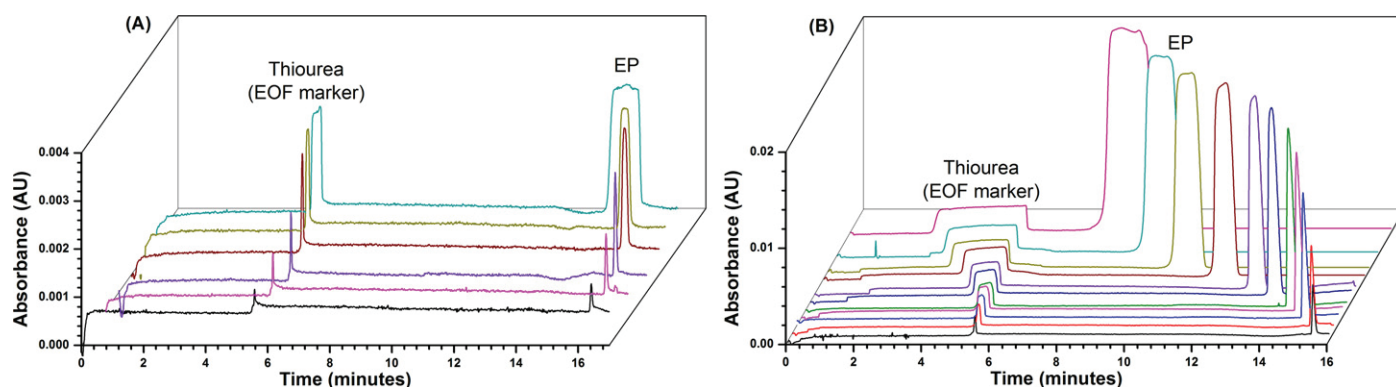 (A)
Thiourea
(EOF marker)
EP
Absorbance (AU)
0.004
0.003
0.002
0.001
0.000
0 2 4 6 8 10 12 14 16
Time (minutes)
(B)
EP
Thiourea
(EOF marker)
Absorbance (AU)
0.02
0.01
0.00
0 2 4 6 8 10 12 14 16
Time (minutes)